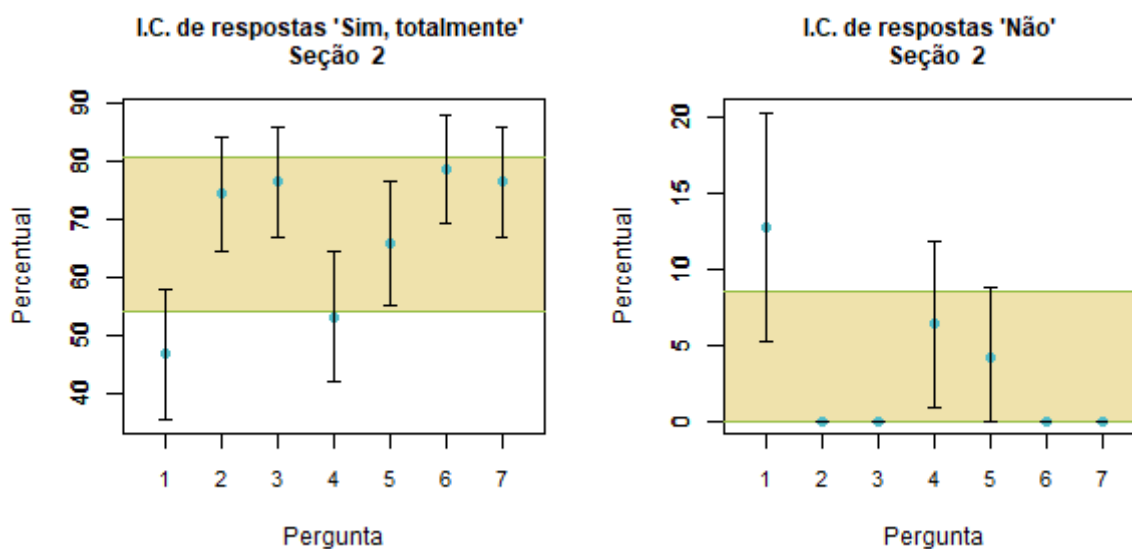 I.C. de respostas 'Sim, totalmente'
Seção 2
Percentual
90
80
70
60
50
40
1 2 3 4 5 6 7
Pergunta
I.C. de respostas 'Não'
Seção 2
Percentual
20
15
10
5
0
1 2 3 4 5 6 7
Pergunta